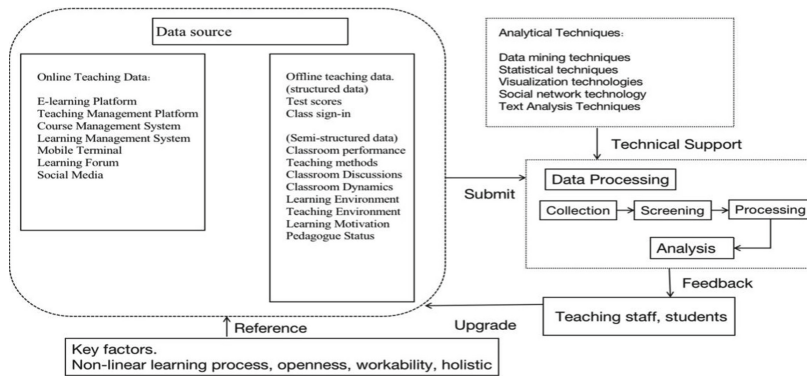 Data source
Online Teaching Data:
E-learning Platform
Teaching Management Platform
Course Management System
Learning Management System
Mobile Terminal
Learning Forum
Social Media
Offline teaching data.
(structured data)
Test scores
Class sign-in
(Semi-structured data)
Classroom performance
Teaching methods
Classroom Discussions
Classroom Dynamics
Learning Environment
Teaching Environment
Learning Motivation
Pedagogue Status
Analytical Techniques:
Data mining techniques
Statistical techniques
Visualization technologies
Social network technology
Text Analysis Techniques
Technical Support
Submit
Data Processing
Collection
Screening
Processing
Analysis
Feedback
Teaching staff, students
Upgrade
Reference
Key factors.
Non-linear learning process, openness, workability, holistic